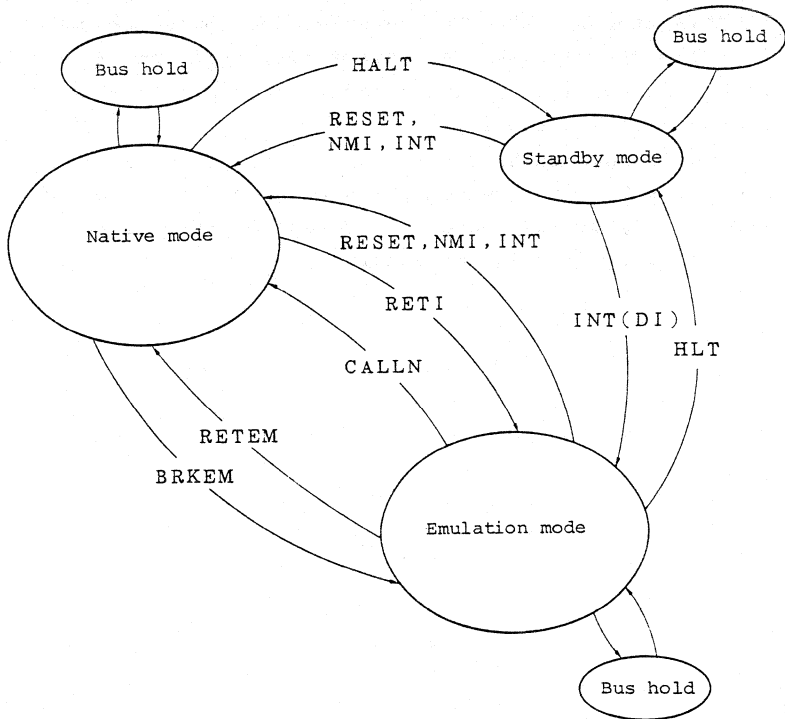 Bus hold
Bus hold
HALT
RESET,
NMI, INT
Standby mode
Native mode
RESET, NMI, INT
RETI
INT(DI)
HLT
CALLN
RETEM
BRKEM
Emulation mode
Bus hold